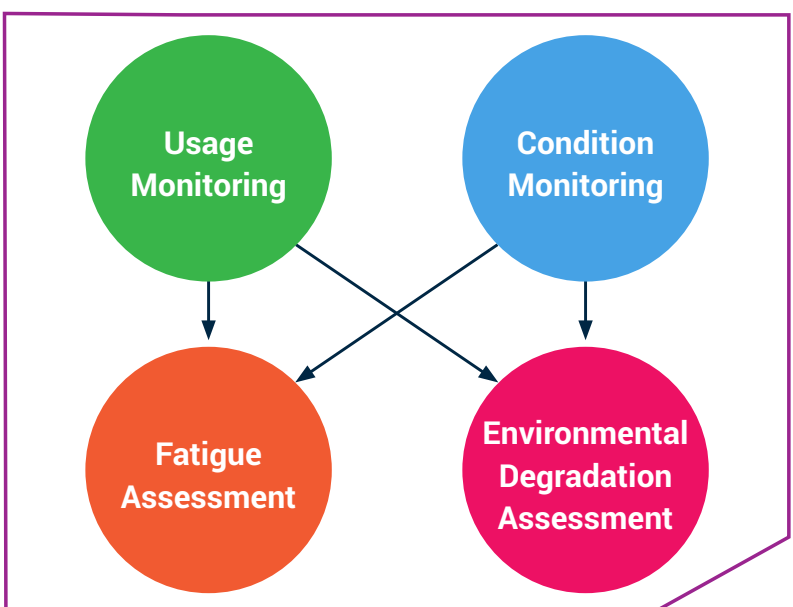 Usage
Monitoring
Condition
Monitoring
Fatigue
Assessment
Environmental
Degradation
Assessment